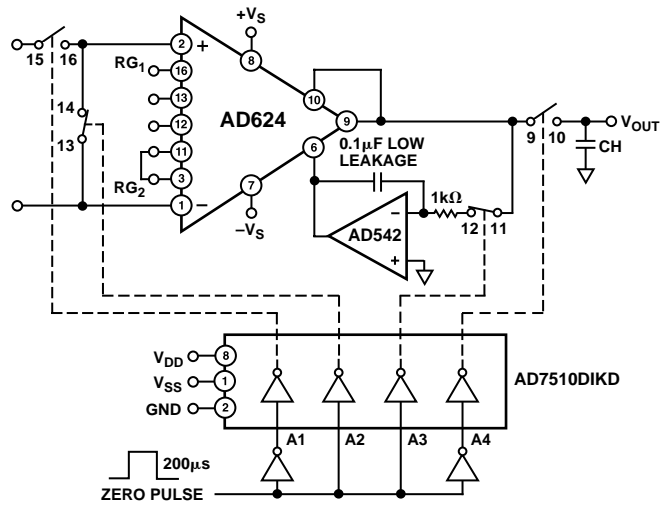 +VS
15
16
2
+
8
RG1
16
10
14
13
9
AD624
12
13
11
6
0.1µF LOW
LEAKAGE
9
10
VOUT
CH
RG2
3
7
1kΩ
1
–
–VS
AD542
–
+
12
11
VDD
8
VSS
1
GND
2
AD7510DIKD
A1
A2
A3
A4
200µs
ZERO PULSE